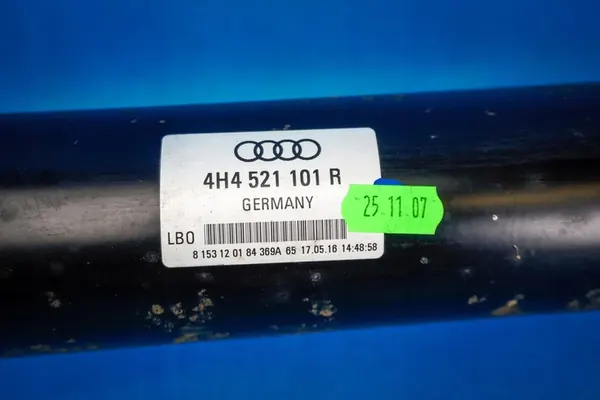 4H4 521 101 R
GERMANY
25.11.07
LBO
8 153 12 01 84 369A 65 17.05.16 14:48:58